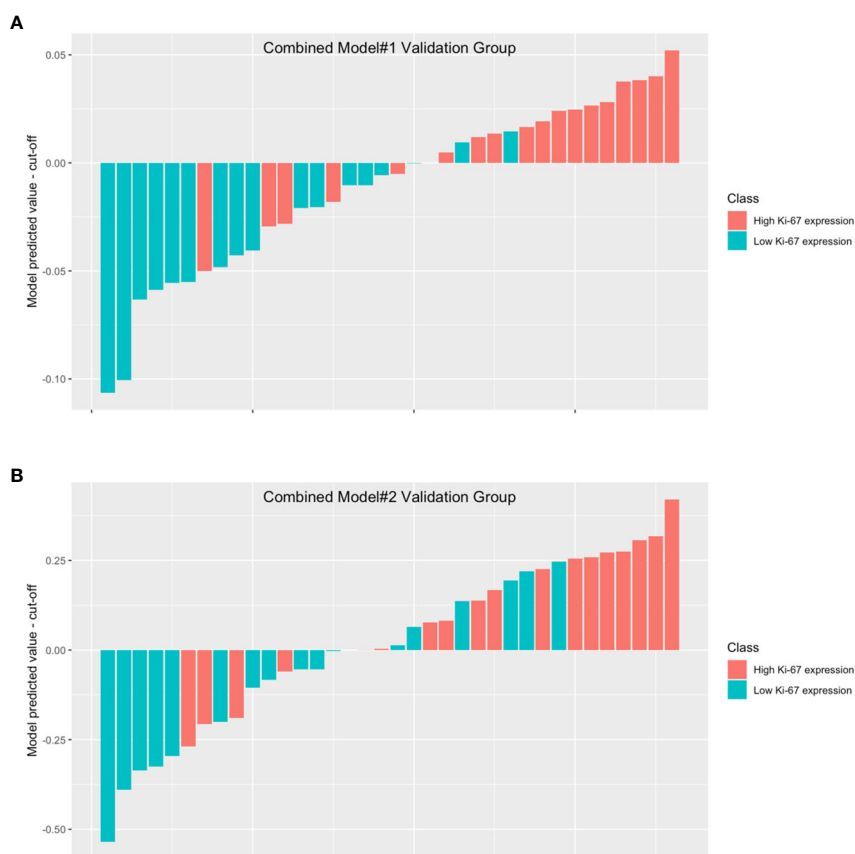 A
Combined Model#1 Validation Group
Model predicted value - cut-off
0.05
0.00
-0.05
-0.10
Class
High Ki-67 expression
Low Ki-67 expression
B
Combined Model#2 Validation Group
Model predicted value - cut-off
0.25
0.00
-0.25
-0.50
Class
High Ki-67 expression
Low Ki-67 expression